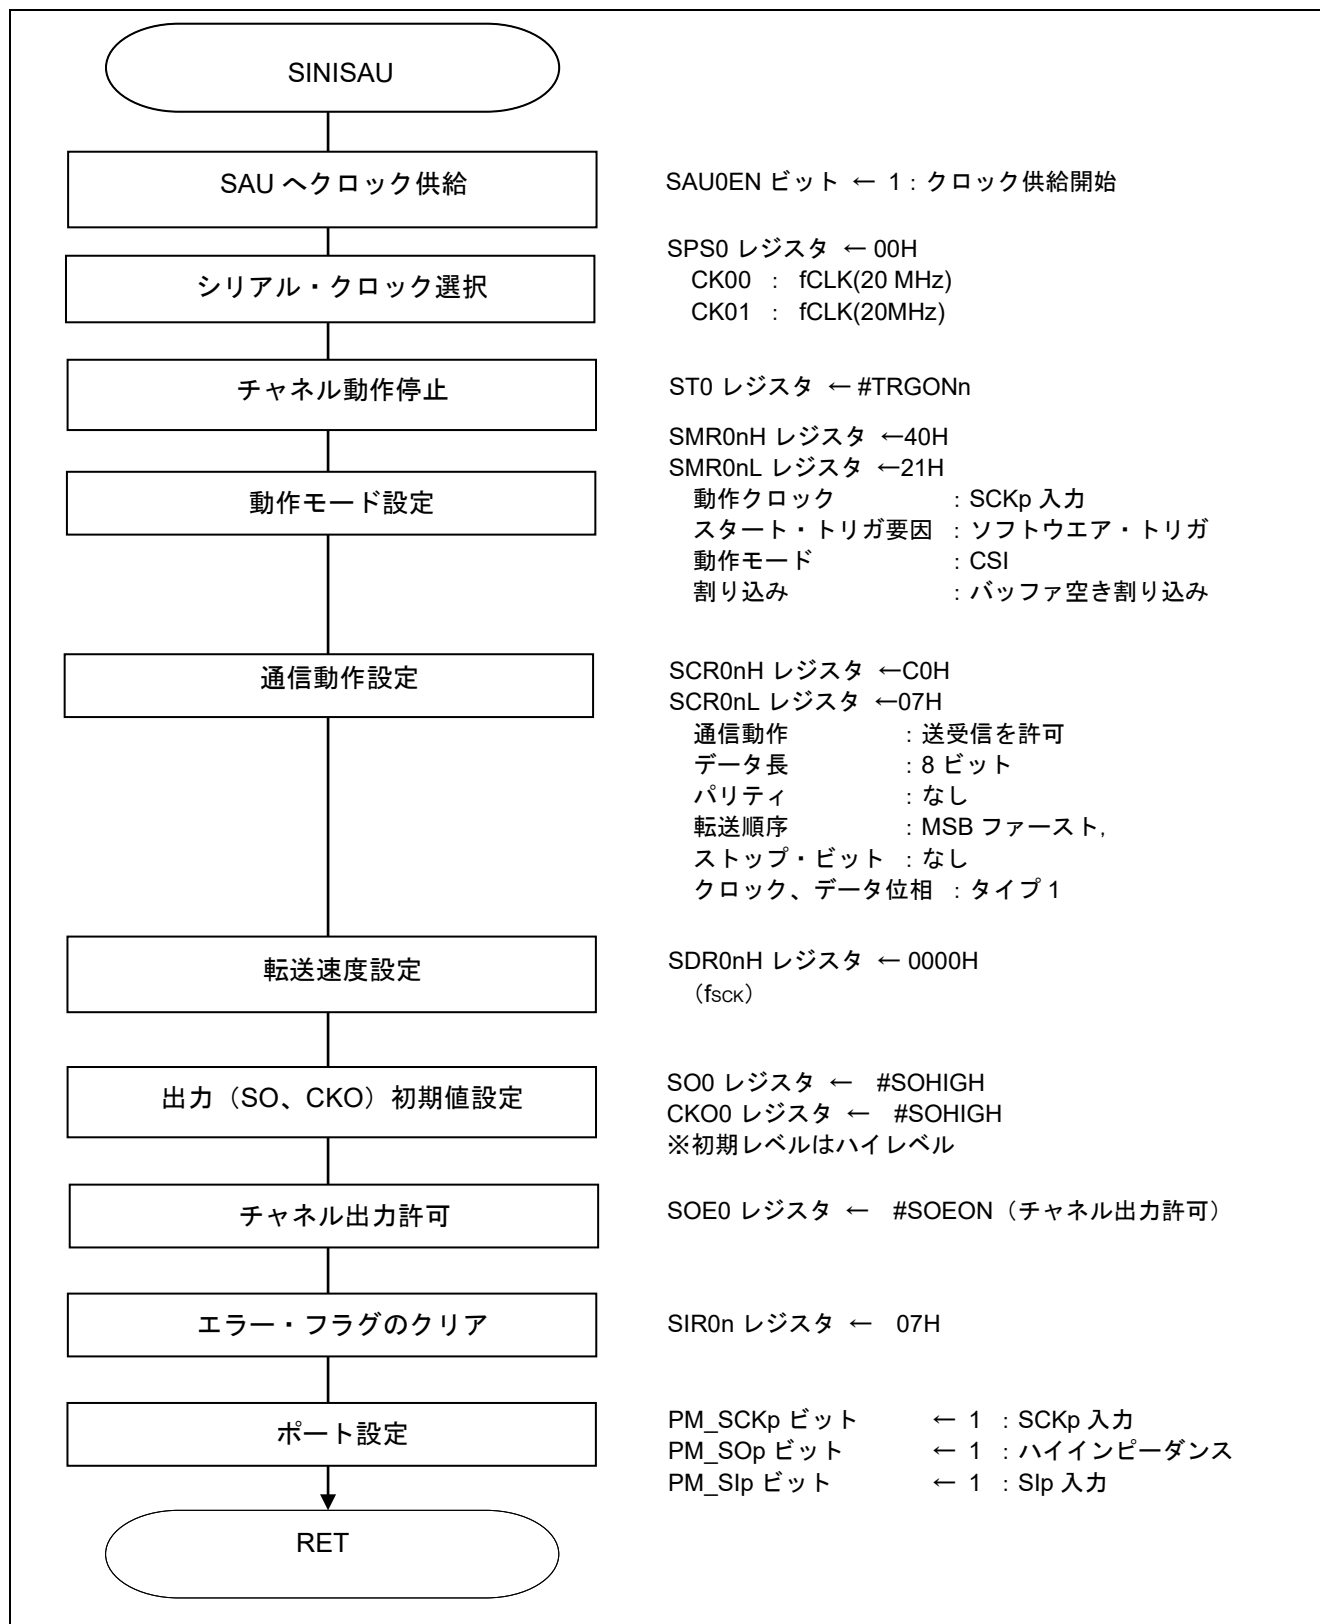 SINISAU
SAU へクロック供給
SAU0EN ビット ← 1：クロック供給開始
シリアル・クロック選択
SPS0 レジスタ ← 00H
CK00 ： fCLK(20 MHz)
CK01 ： fCLK(20MHz)
チャネル動作停止
ST0 レジスタ ← #TRGONn
動作モード設定
SMR0nH レジスタ ←40H
SMR0nL レジスタ ←21H
動作クロック ：SCKp 入力
スタート・トリガ要因 ：ソフトウエア・トリガ
動作モード ：CSI
割り込み ：バッファ空き割り込み
通信動作設定
SCR0nH レジスタ ←C0H
SCR0nL レジスタ ←07H
通信動作 ：送受信を許可
データ長 ：8 ビット
パリティ ：なし
転送順序 ：MSB ファースト,
ストップ・ビット ：なし
クロック、データ位相 ：タイプ 1
転送速度設定
SDR0nH レジスタ ← 0000H
（fSCK）
出力（SO、CKO）初期値設定
SO0 レジスタ ← #SOHIGH
CKO0 レジスタ ← #SOHIGH
※初期レベルはハイレベル
チャネル出力許可
SOE0 レジスタ ← #SOEON（チャネル出力許可）
エラー・フラグのクリア
SIR0n レジスタ ← 07H
ポート設定
PM_SCKp ビット ← 1 ：SCKp 入力
PM_SOp ビット ← 1 ：ハイインピーダンス
PM_SIp ビット ← 1 ：SIp 入力
RET